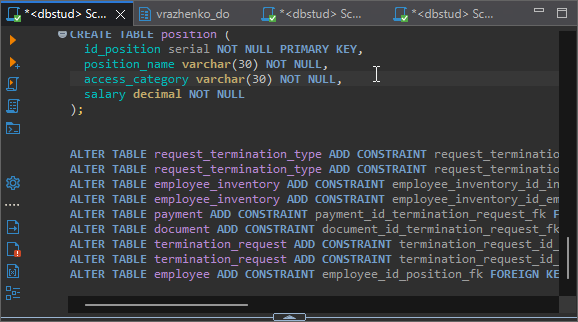 *<dbstud> Sc...
vrazhenko_do
*<dbstud> Sc...
*<dbstud> Sc...
CREATE TABLE position (
id_position serial NOT NULL PRIMARY KEY,
position_name varchar(30) NOT NULL,
access_category varchar(30) NOT NULL,
salary decimal NOT NULL
);
ALTER TABLE request_termination_type ADD CONSTRAINT request_terminatio
ALTER TABLE request_termination_type ADD CONSTRAINT request_terminatio
ALTER TABLE employee_inventory ADD CONSTRAINT employee_inventory_id_in
ALTER TABLE employee_inventory ADD CONSTRAINT employee_inventory_id_em
ALTER TABLE payment ADD CONSTRAINT payment_id_termination_request_fk F
ALTER TABLE document ADD CONSTRAINT document_id_termination_request_fk
ALTER TABLE termination_request ADD CONSTRAINT termination_request_id_
ALTER TABLE termination_request ADD CONSTRAINT termination_request_id_
ALTER TABLE employee ADD CONSTRAINT employee_id_position_fk FOREIGN KE